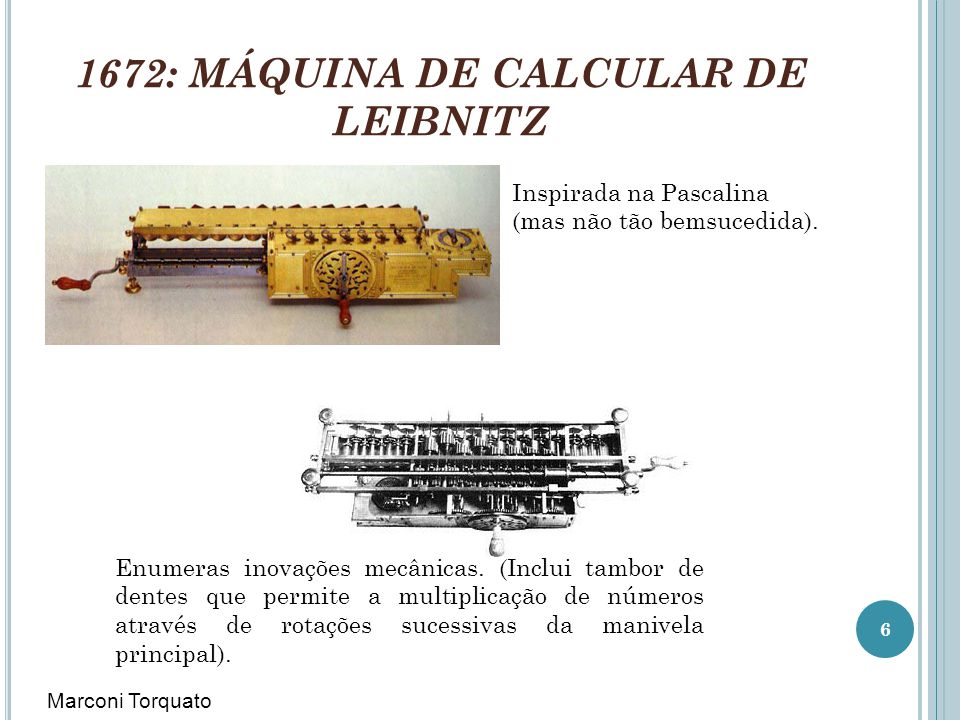 1672: MÁQUINA DE CALCULAR DE
LEIBNITZ
Inspirada na Pascalina
(mas não tão bemsucedida).
Enumeras inovações mecânicas. (Inclui tambor de
dentes que permite a multiplicação de números
através de rotações sucessivas da manivela
principal).
6
Marconi Torquato